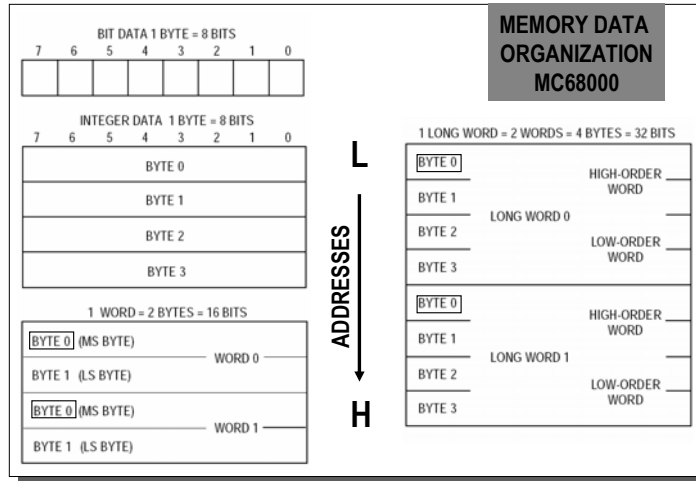 MEMORY DATA
ORGANIZATION
MC68000
BIT DATA 1 BYTE = 8 BITS
7 6 5 4 3 2 1 0
INTEGER DATA 1 BYTE = 8 BITS
7 6 5 4 3 2 1 0
BYTE 0
BYTE 1
BYTE 2
BYTE 3
1 WORD = 2 BYTES = 16 BITS
BYTE 0 (MS BYTE)
WORD 0
BYTE 1 (LS BYTE)
BYTE 0 (MS BYTE)
WORD 1
BYTE 1 (LS BYTE)
L
ADDRESSES
H
1 LONG WORD = 2 WORDS = 4 BYTES = 32 BITS
BYTE 0
HIGH-ORDER
WORD
BYTE 1
LONG WORD 0
BYTE 2
LOW-ORDER
WORD
BYTE 3
BYTE 0
HIGH-ORDER
WORD
BYTE 1
LONG WORD 1
BYTE 2
LOW-ORDER
WORD
BYTE 3